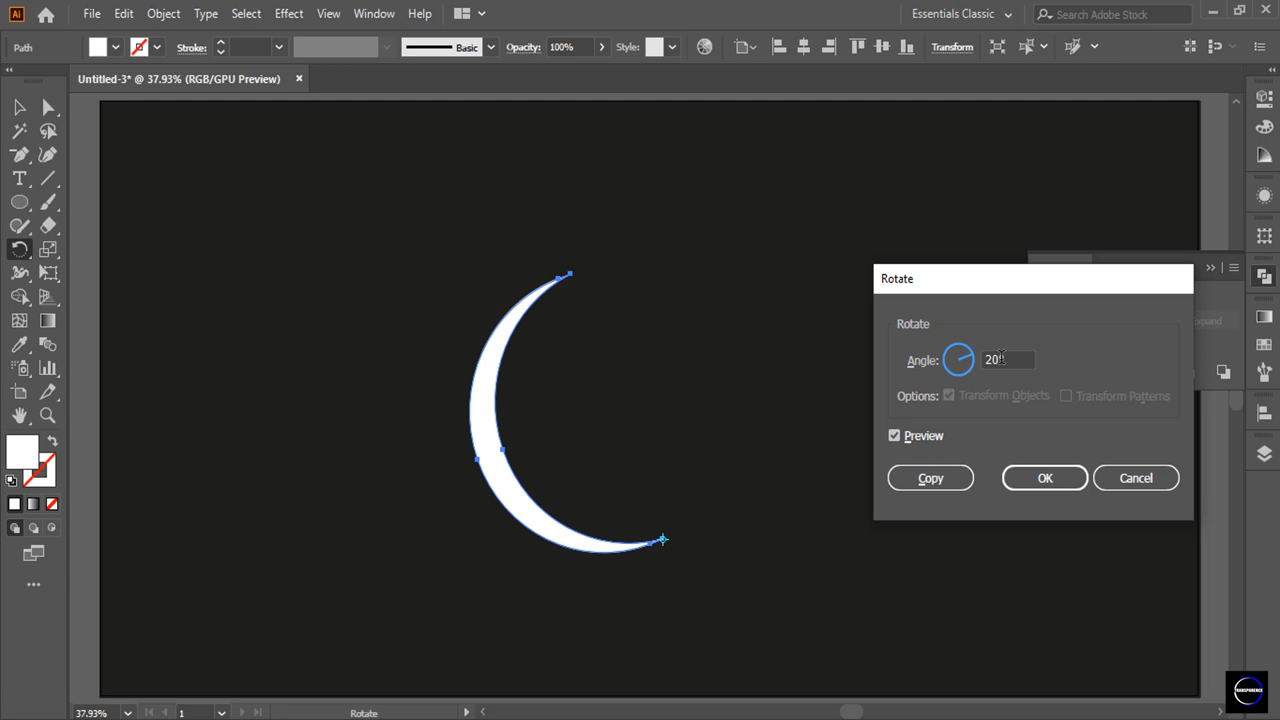 Ai File Edit Object Type Select Effect View Window Help Essentials Classic Search Adobe Stock
Path Stroke: Basic Opacity: 100% Style: Transform
Untitled-3* @ 37.93% (RGB/GPU Preview) ×
Rotate
Rotate
Angle: 20°
Options: Transform Objects Transform Patterns
Preview
Copy OK Cancel
37.93% 1 Rotate
TRANSPARENCE